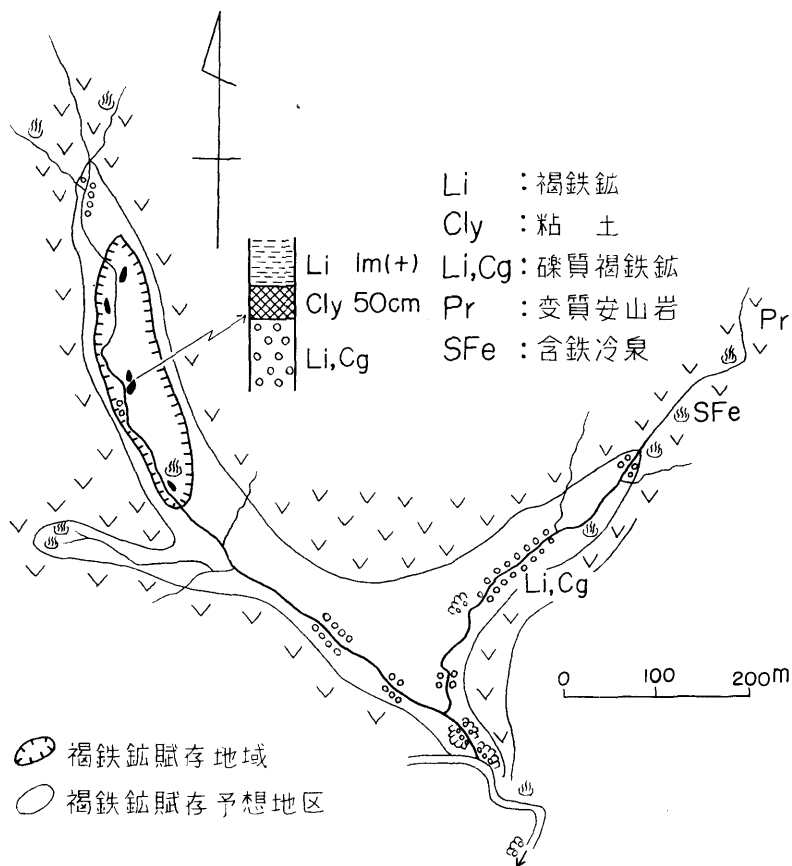 Li :褐鉄鉱
Cly :粘 土
Li,Cg :礫質褐鉄鉱
Pr :変質安山岩
SFe :含鉄冷泉
Li 1m(+)
Cly 50cm
Li,Cg
Pr
SFe
Li,Cg
0 100 200m
褐鉄鉱賦存地域
褐鉄鉱賦存予想地区